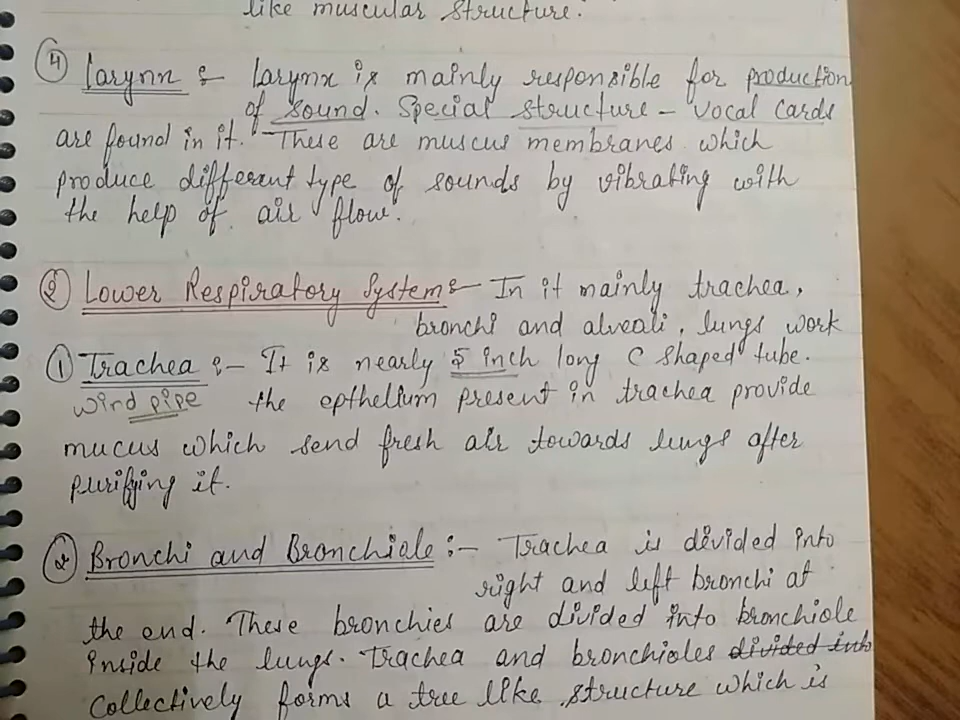 like muscular structure.
④ Larynx :- Larynx is mainly responsible for production
of sound. Special structure - vocal cards
are found in it. These are muscus membranes which
produce different type of sounds by vibrating with
the help of air flow.
② Lower Respiratory System :- In it mainly trachea,
bronchi and alveali, lungs work
① Trachea :- It is nearly 5 inch long C shaped tube.
wind pipe the epthelium present in trachea provide
mucus which send fresh air towards lungs after
purifying it.
② Bronchi and Bronchiole :- Trachea is divided into
right and left bronchi at
the end. These bronchies are divided into bronchiole
inside the lungs. Trachea and bronchioles divided into
collectively forms a tree like structure which is